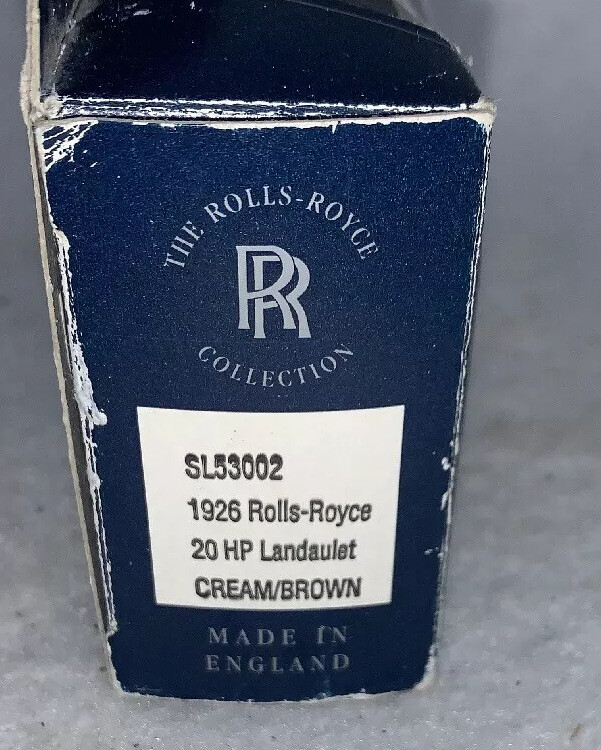 THE ROLLS-ROYCE
RR
COLLECTION
SL53002
1926 Rolls-Royce
20 HP Landaulet
CREAM/BROWN
MADE IN
ENGLAND